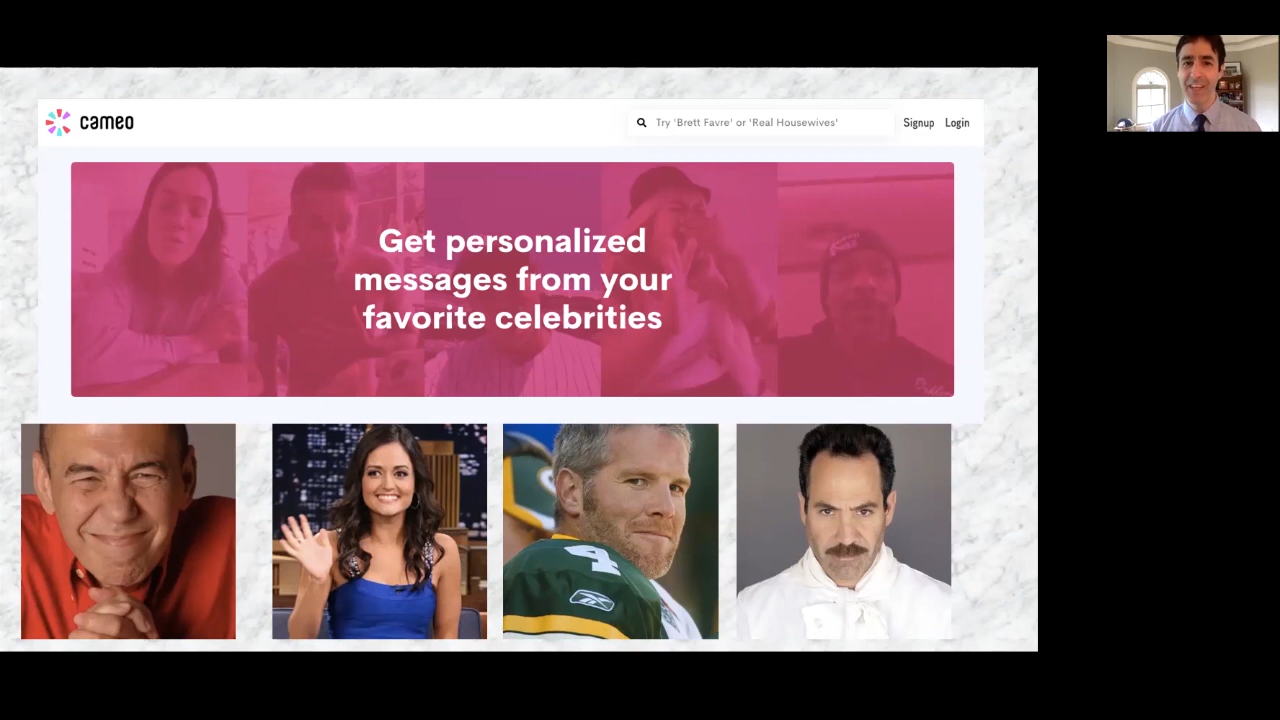 cameo
Try 'Brett Favre' or 'Real Housewives'
Signup
Login
Get personalized
messages from your
favorite celebrities
4